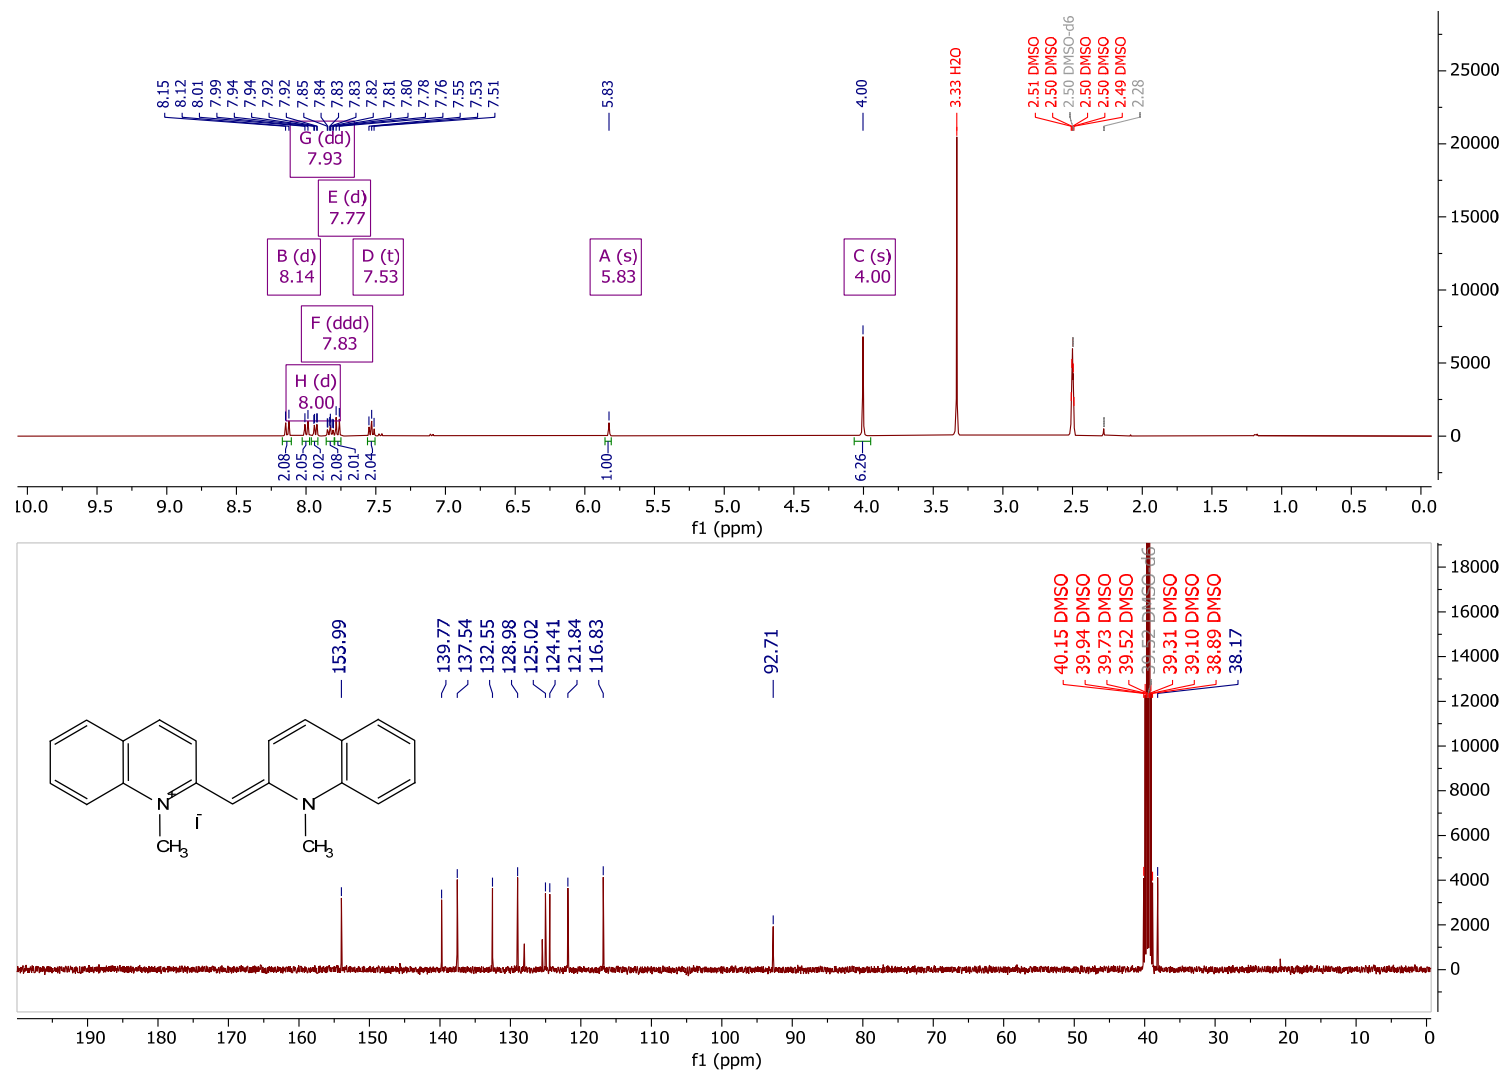 8.15
8.12
8.01
7.99
7.94
7.94
7.92
7.92
7.85
7.84
7.83
7.83
7.82
7.81
7.80
7.78
7.76
7.55
7.53
7.51
5.83
4.00
3.33 H2O
2.51 DMSO
2.50 DMSO
2.50 DMSO-d6
2.50 DMSO
2.50 DMSO
2.49 DMSO
2.28
G (dd)
7.93
E (d)
7.77
B (d)
8.14
D (t)
7.53
A (s)
5.83
C (s)
4.00
F (ddd)
7.83
H (d)
8.00
25000
20000
15000
10000
5000
0
2.08
2.05
2.02
2.08
2.01
2.04
1.00
6.26
10.0 9.5 9.0 8.5 8.0 7.5 7.0 6.5 6.0 5.5 5.0 4.5 4.0 3.5 3.0 2.5 2.0 1.5 1.0 0.5 0.0
f1 (ppm)
153.99
139.77
137.54
132.55
128.98
125.02
124.41
121.84
116.83
92.71
40.15 DMSO
39.94 DMSO
39.73 DMSO
39.52 DMSO
39.52 DMSO-d6
39.31 DMSO
39.10 DMSO
38.89 DMSO
38.17
18000
16000
14000
12000
10000
8000
6000
4000
2000
0
N+
N
I-
CH3
CH3
190 180 170 160 150 140 130 120 110 100 90 80 70 60 50 40 30 20 10 0
f1 (ppm)